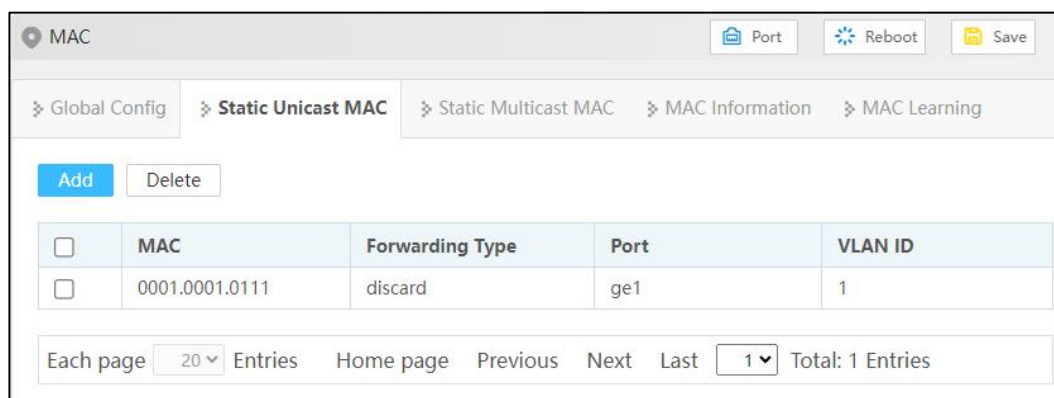 MAC Port Reboot Save
Global Config Static Unicast MAC Static Multicast MAC MAC Information MAC Learning
Add Delete
MAC Forwarding Type Port VLAN ID
0001.0001.0111 discard ge1 1
Each page 20 Entries Home page Previous Next Last 1 Total: 1 Entries